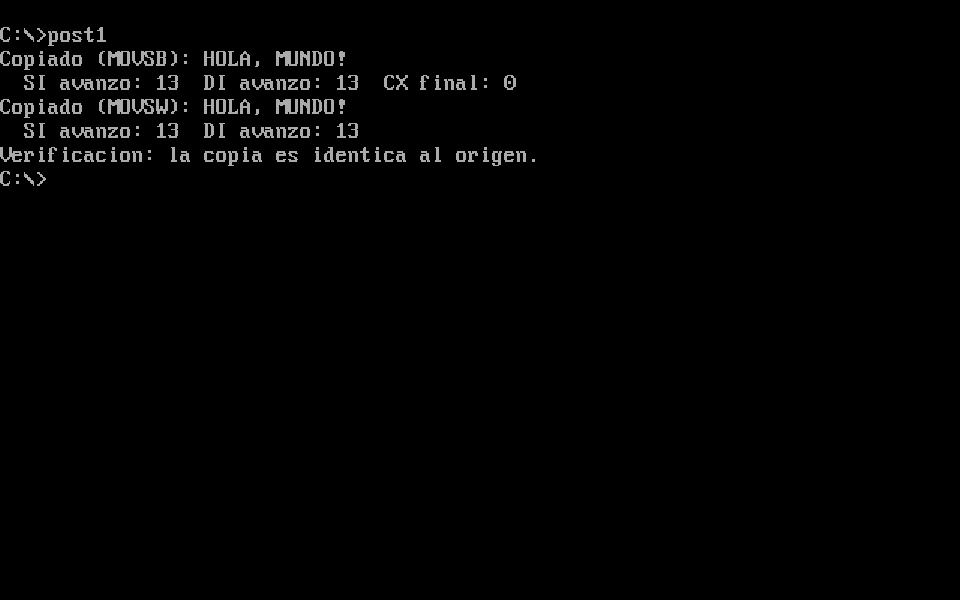 C:\>post1
Copiado (MOVSB): HOLA, MUNDO!
  SI avanzo: 13  DI avanzo: 13  CX final: 0
Copiado (MOVSW): HOLA, MUNDO!
  SI avanzo: 13  DI avanzo: 13
Verificacion: la copia es identica al origen.
C:\>